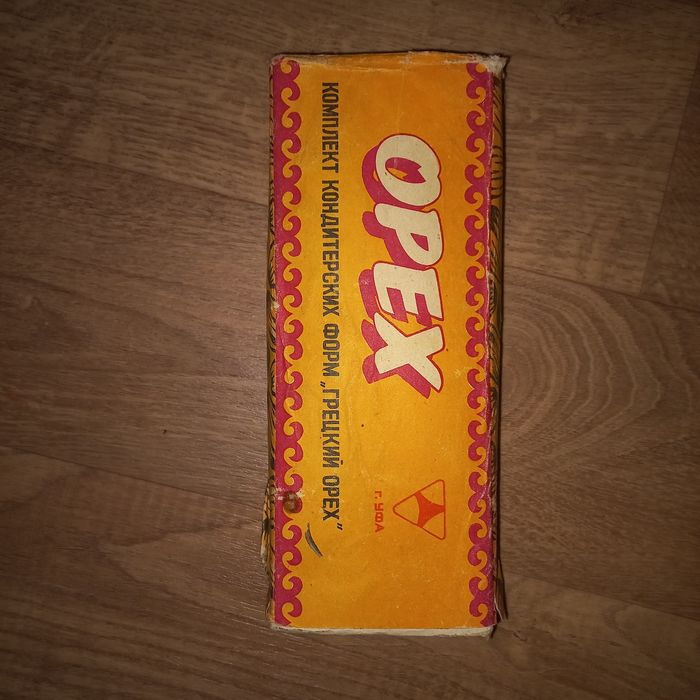 ОРЕХ
КОМПЛЕКТ КОНДИТЕРСКИХ ФОРМ „ГРЕЦКИЙ ОРЕХ"
г. УФА